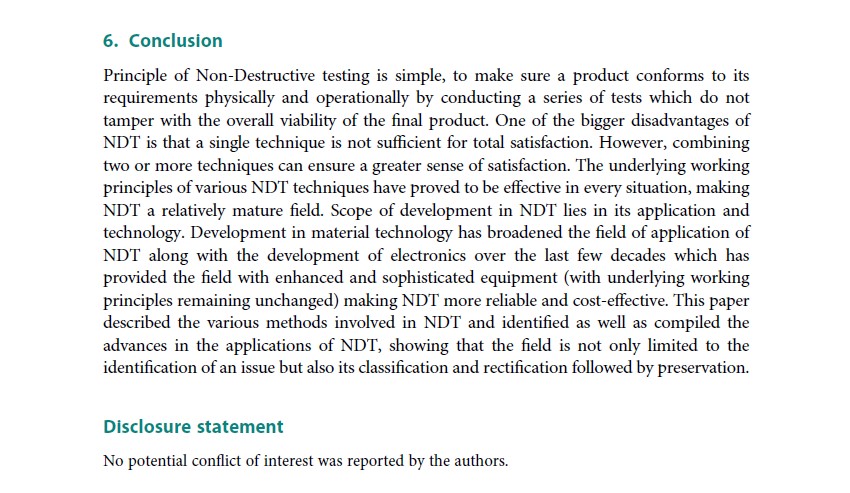 6. Conclusion
Principle of Non-Destructive testing is simple, to make sure a product conforms to its
requirements physically and operationally by conducting a series of tests which do not
tamper with the overall viability of the final product. One of the bigger disadvantages of
NDT is that a single technique is not sufficient for total satisfaction. However, combining
two or more techniques can ensure a greater sense of satisfaction. The underlying working
principles of various NDT techniques have proved to be effective in every situation, making
NDT a relatively mature field. Scope of development in NDT lies in its application and
technology. Development in material technology has broadened the field of application of
NDT along with the development of electronics over the last few decades which has
provided the field with enhanced and sophisticated equipment (with underlying working
principles remaining unchanged) making NDT more reliable and cost-effective. This paper
described the various methods involved in NDT and identified as well as compiled the
advances in the applications of NDT, showing that the field is not only limited to the
identification of an issue but also its classification and rectification followed by preservation.
Disclosure statement
No potential conflict of interest was reported by the authors.